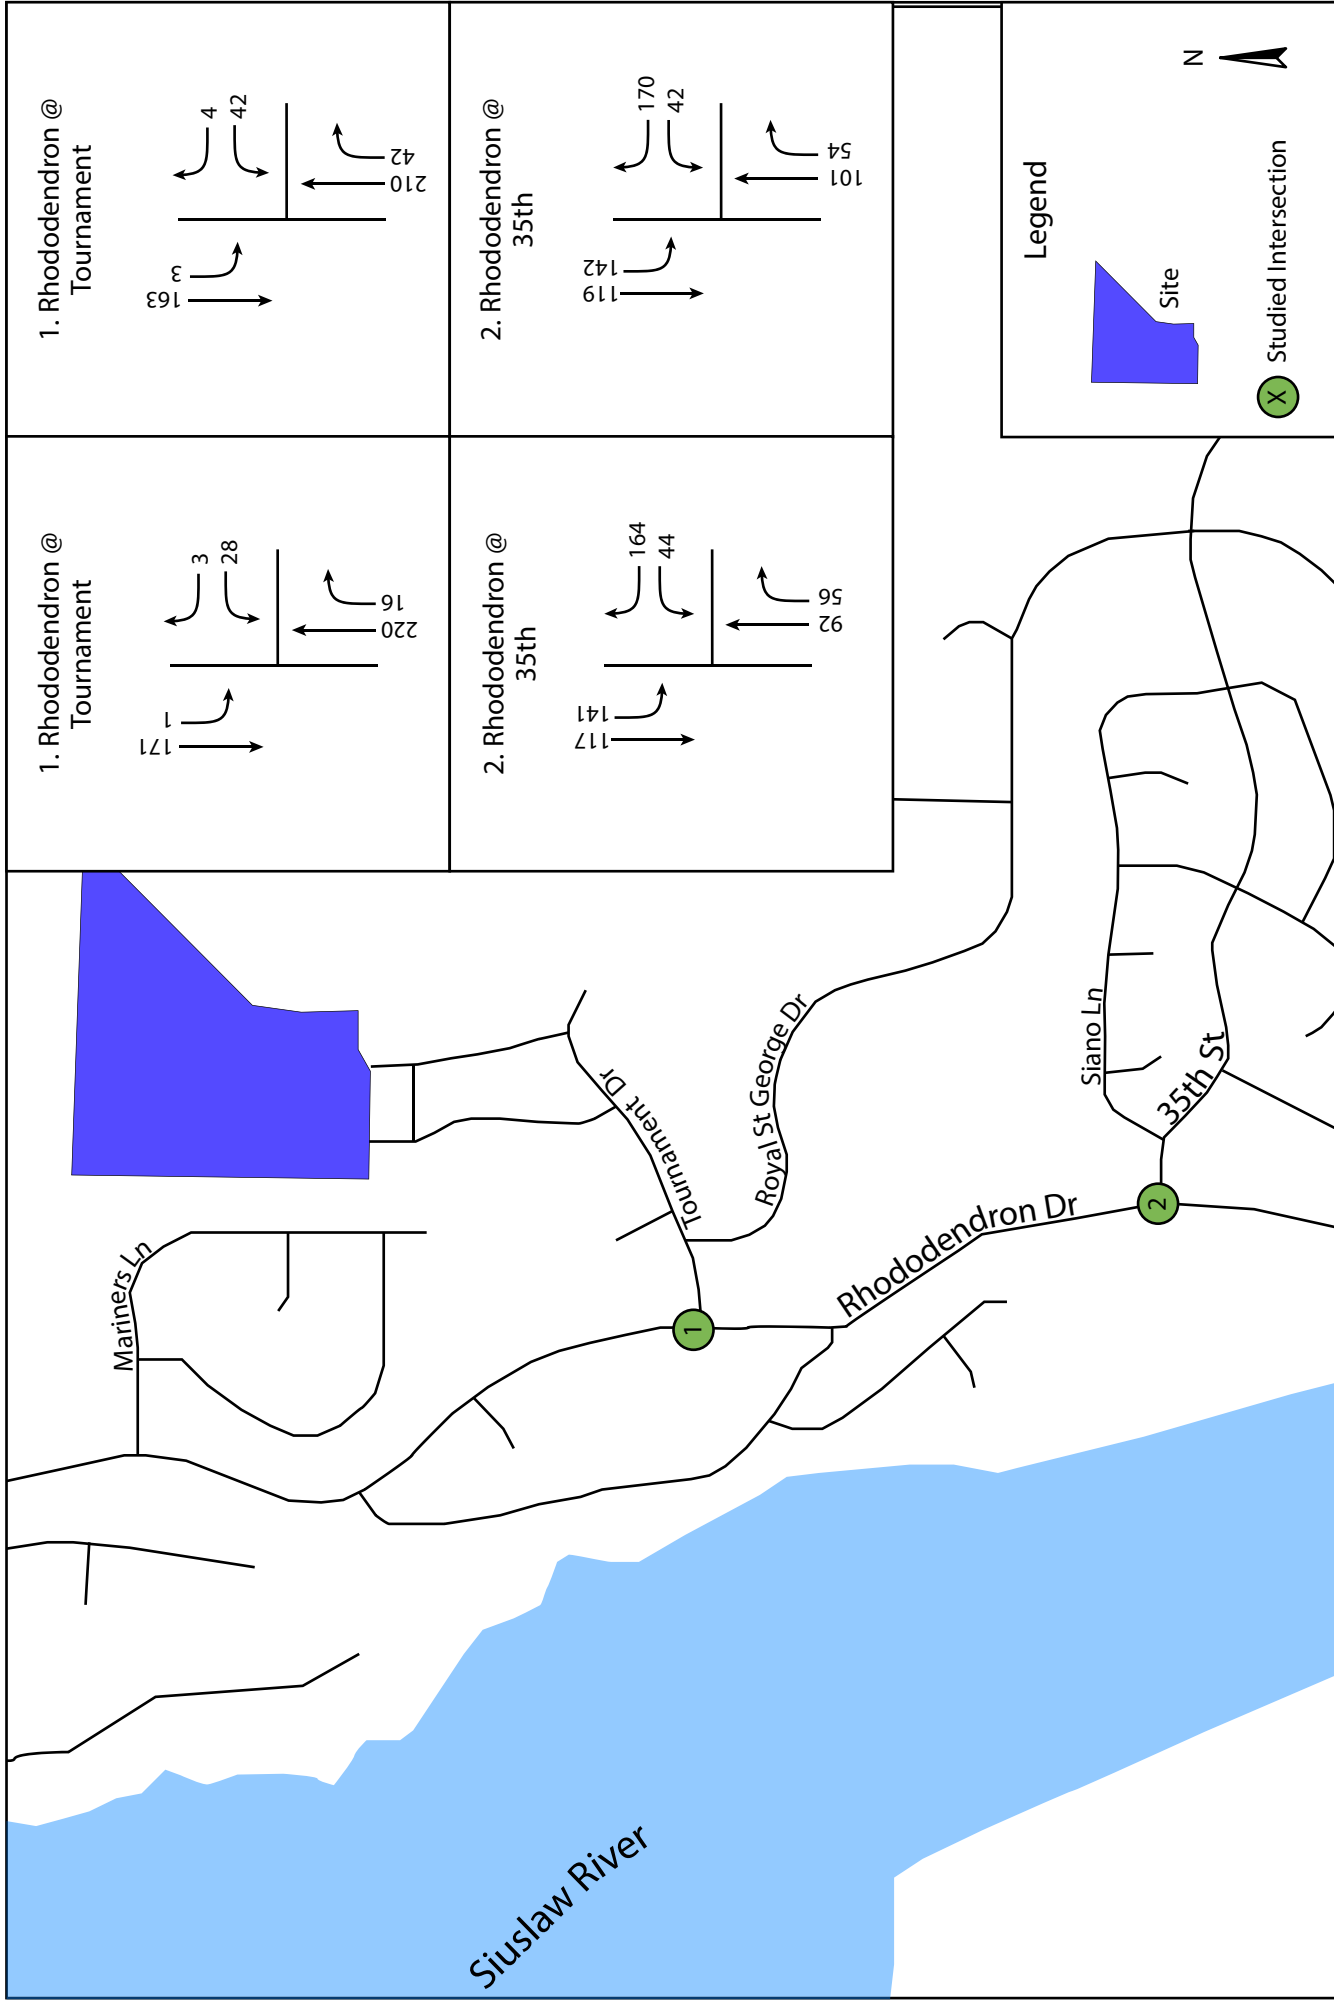 1. Rhododendron @
Tournament
3
28
1
171
16
220
1. Rhododendron @
Tournament
4
42
3
163
42
210
2. Rhododendron @
35th
164
44
141
117
56
92
2. Rhododendron @
35th
170
42
142
119
54
101
Legend
Site
X
Studied Intersection
N
Mariners Ln
Tournament Dr
Royal St George Dr
Siano Ln
35th St
Rhododendron Dr
1
2
Siuslaw River